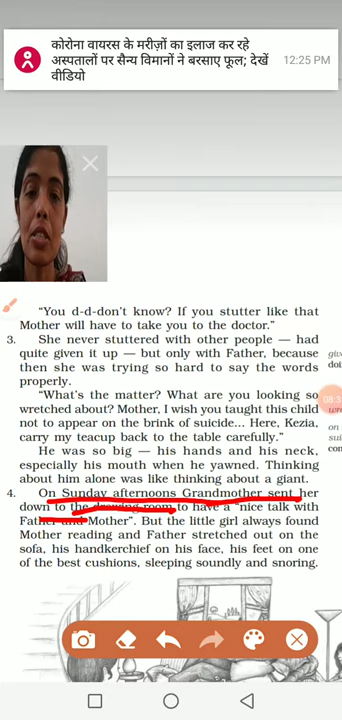 कोरोना वायरस के मरीज़ों का इलाज कर रहे
अस्पतालों पर सैन्य विमानों ने बरसाए फूल; देखें
वीडियो
12:25 PM
“You d-d-don’t know? If you stutter like that
Mother will have to take you to the doctor.”
3. She never stuttered with other people — had
quite given it up — but only with Father, because
then she was trying so hard to say the words
properly.
“What’s the matter? What are you looking so
wretched about? Mother, I wish you taught this child
not to appear on the brink of suicide... Here, Kezia,
carry my teacup back to the table carefully.”
He was so big — his hands and his neck,
especially his mouth when he yawned. Thinking
about him alone was like thinking about a giant.
4. On Sunday afternoons Grandmother sent her
down to the drawing-room to have a “nice talk with
Father and Mother”. But the little girl always found
Mother reading and Father stretched out on the
sofa, his handkerchief on his face, his feet on one
of the best cushions, sleeping soundly and snoring.
giv
doi
on
sui
con